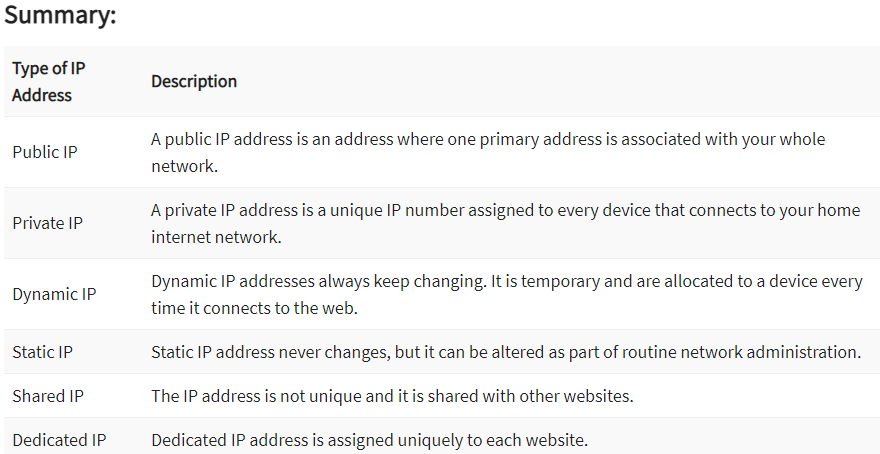 Summary:
Type of IP
Address
Description
Public IP
A public IP address is an address where one primary address is associated with your whole
network.
Private IP
A private IP address is a unique IP number assigned to every device that connects to your home
internet network.
Dynamic IP
Dynamic IP addresses always keep changing. It is temporary and are allocated to a device every
time it connects to the web.
Static IP
Static IP address never changes, but it can be altered as part of routine network administration.
Shared IP
The IP address is not unique and it is shared with other websites.
Dedicated IP
Dedicated IP address is assigned uniquely to each website.